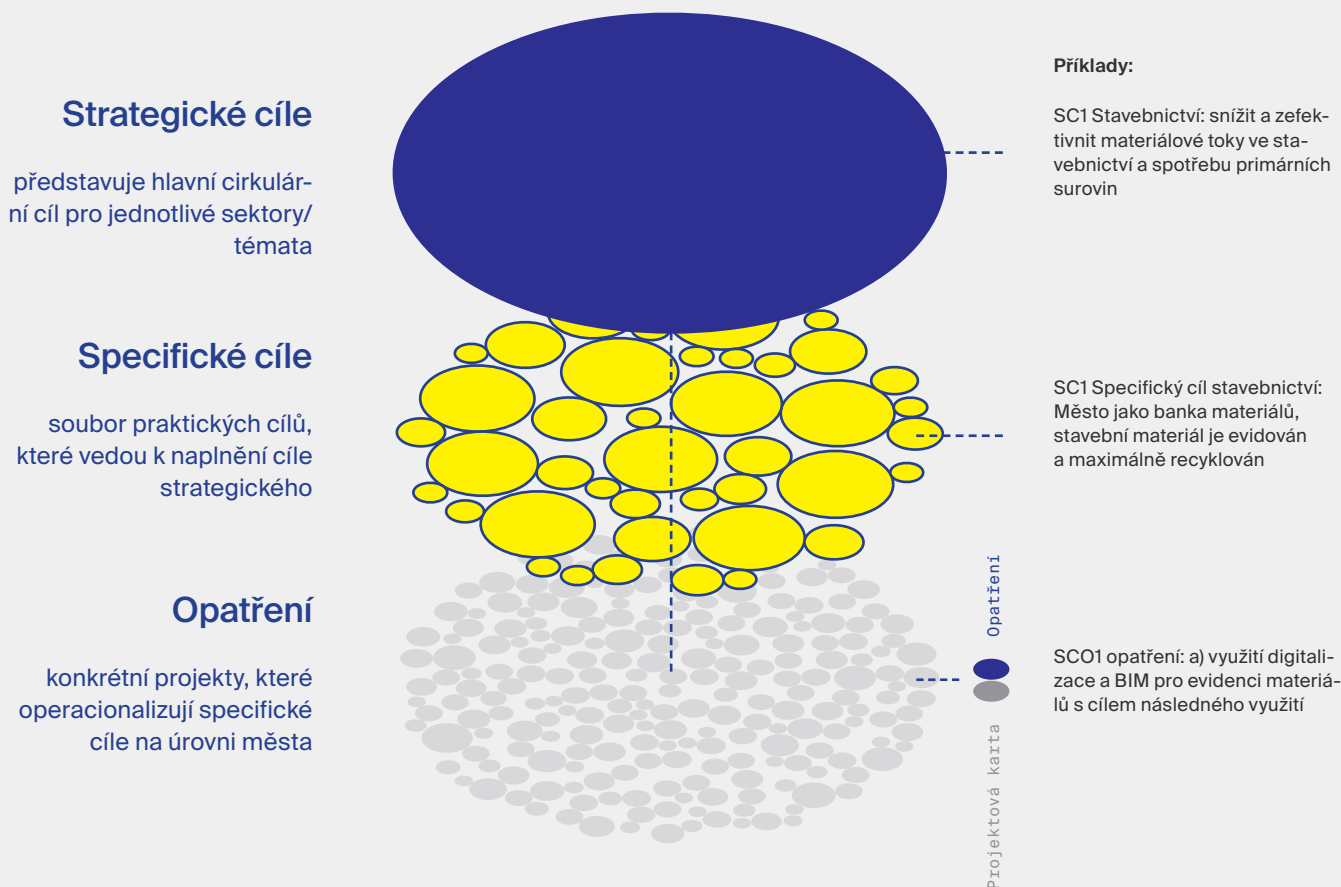 Strategické cíle
představuje hlavní cirkulár-
ní cíl pro jednotlivé sektory/
témata
Příklady:
SC1 Stavebnictví: snížit a zefek-
tivnit materiálové toky ve sta-
vebnictví a spotřebu primárních
surovin
Specifické cíle
soubor praktických cílů,
které vedou k naplnění cíle
strategického
SC1 Specifický cíl stavebnictví:
Město jako banka materiálů,
stavební materiál je evidován
a maximálně recyklován
Opatření
konkrétní projekty, které
operacionalizují specifické
cíle na úrovni města
Opatření
Projektová karta
SCO1 opatření: a) využití digitali-
zace a BIM pro evidenci materiá-
lů s cílem následného využití